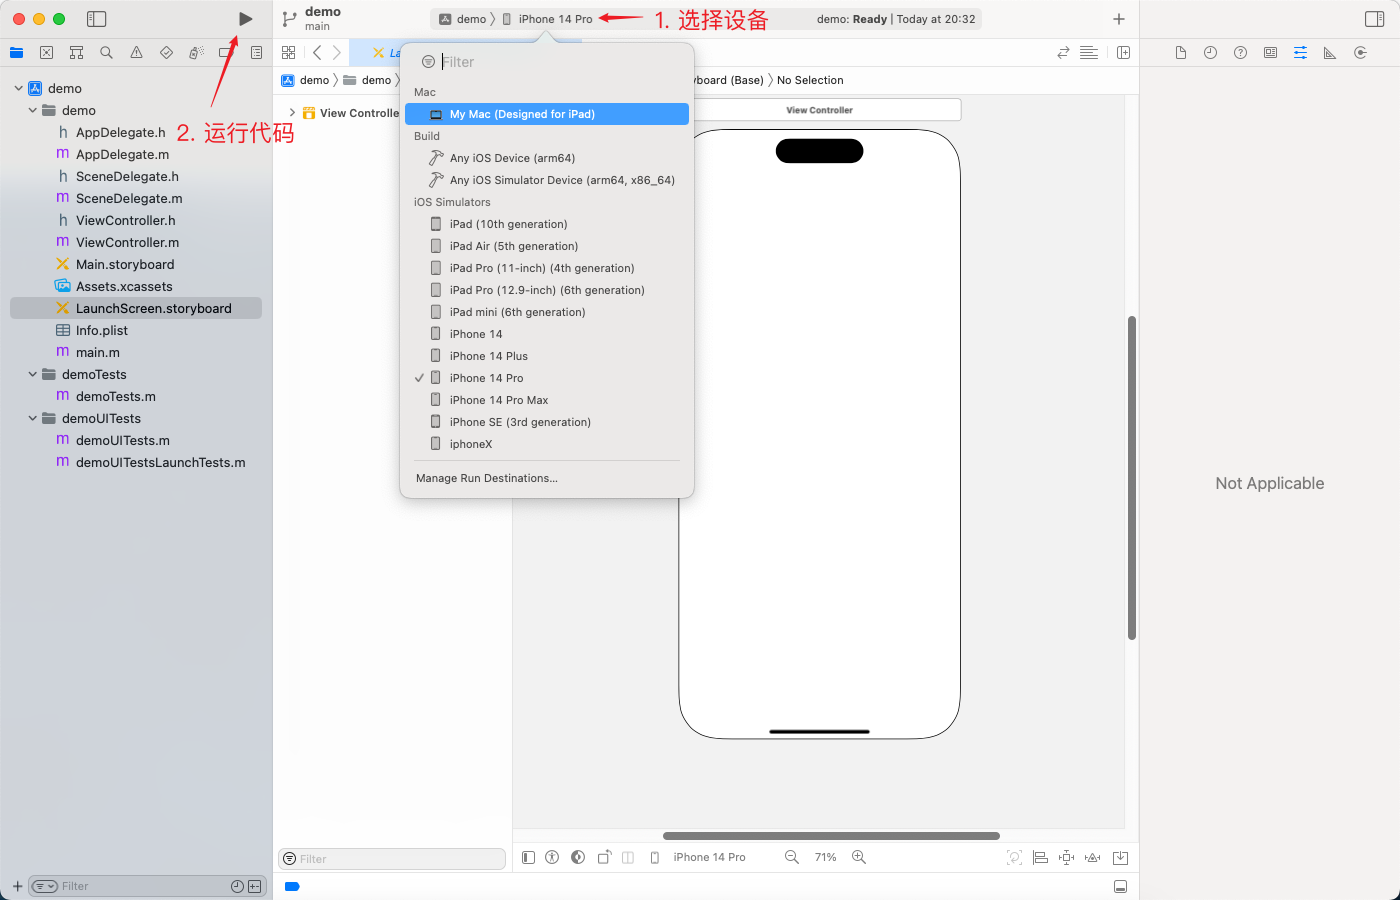 demo
main
demo 〉 iPhone 14 Pro
1. 选择设备
demo: Ready | Today at 20:32
2. 运行代码
demo
demo
AppDelegate.h
AppDelegate.m
SceneDelegate.h
SceneDelegate.m
ViewController.h
ViewController.m
Main.storyboard
Assets.xcassets
LaunchScreen.storyboard
Info.plist
main.m
demoTests
demoTests.m
demoUITests
demoUITests.m
demoUITestsLaunchTests.m
Filter
La
demo 〉 demo 〉
yboard (Base) 〉 No Selection
View Controlle
Filter
Filter
Mac
My Mac (Designed for iPad)
Build
Any iOS Device (arm64)
Any iOS Simulator Device (arm64, x86_64)
iOS Simulators
iPad (10th generation)
iPad Air (5th generation)
iPad Pro (11-inch) (4th generation)
iPad Pro (12.9-inch) (6th generation)
iPad mini (6th generation)
iPhone 14
iPhone 14 Plus
iPhone 14 Pro
iPhone 14 Pro Max
iPhone SE (3rd generation)
iphoneX
Manage Run Destinations...
View Controller
iPhone 14 Pro
71%
Not Applicable